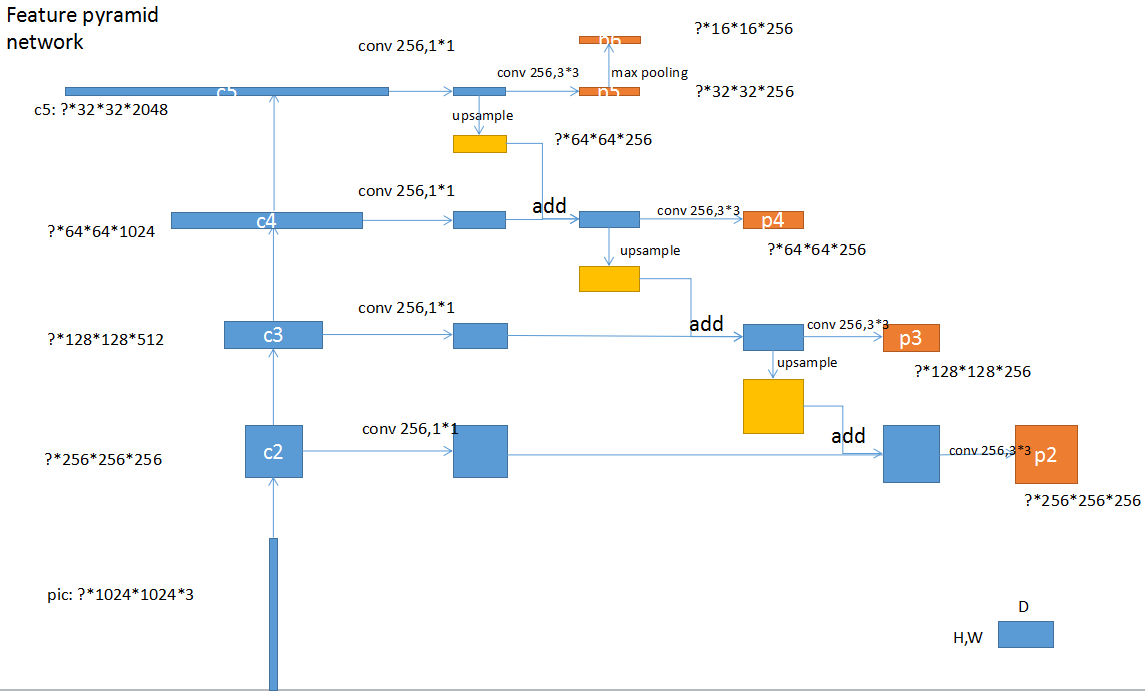 Feature pyramid
network
?*16*16*256
conv 256,1*1
p6
conv 256,3*3
max pooling
c5
p5
?*32*32*256
c5: ?*32*32*2048
upsample
?*64*64*256
conv 256,1*1
add
conv 256,3*3
c4
p4
?*64*64*1024
upsample
?*64*64*256
conv 256,1*1
add
conv 256,3*3
c3
p3
?*128*128*512
upsample
?*128*128*256
conv 256,1*1
add
c2
conv 256,3*3
p2
?*256*256*256
?*256*256*256
pic: ?*1024*1024*3
D
H,W